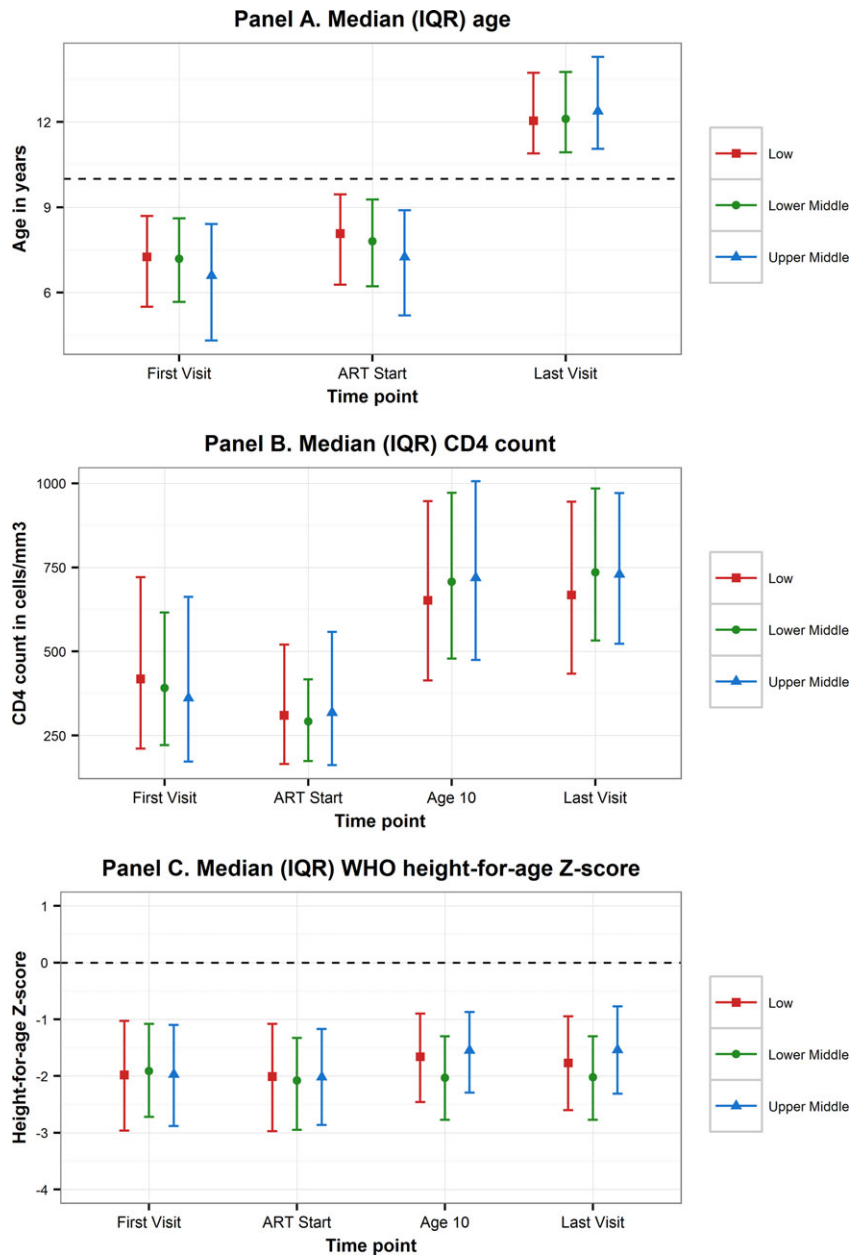 Panel A. Median (IQR) age
Age in years
12
9
6
First Visit
ART Start
Last Visit
Time point
Low
Lower Middle
Upper Middle
Panel B. Median (IQR) CD4 count
CD4 count in cells/mm3
1000
750
500
250
First Visit
ART Start
Age 10
Last Visit
Time point
Low
Lower Middle
Upper Middle
Panel C. Median (IQR) WHO height-for-age Z-score
Height-for-age Z-score
1
0
-1
-2
-3
-4
First Visit
ART Start
Age 10
Last Visit
Time point
Low
Lower Middle
Upper Middle